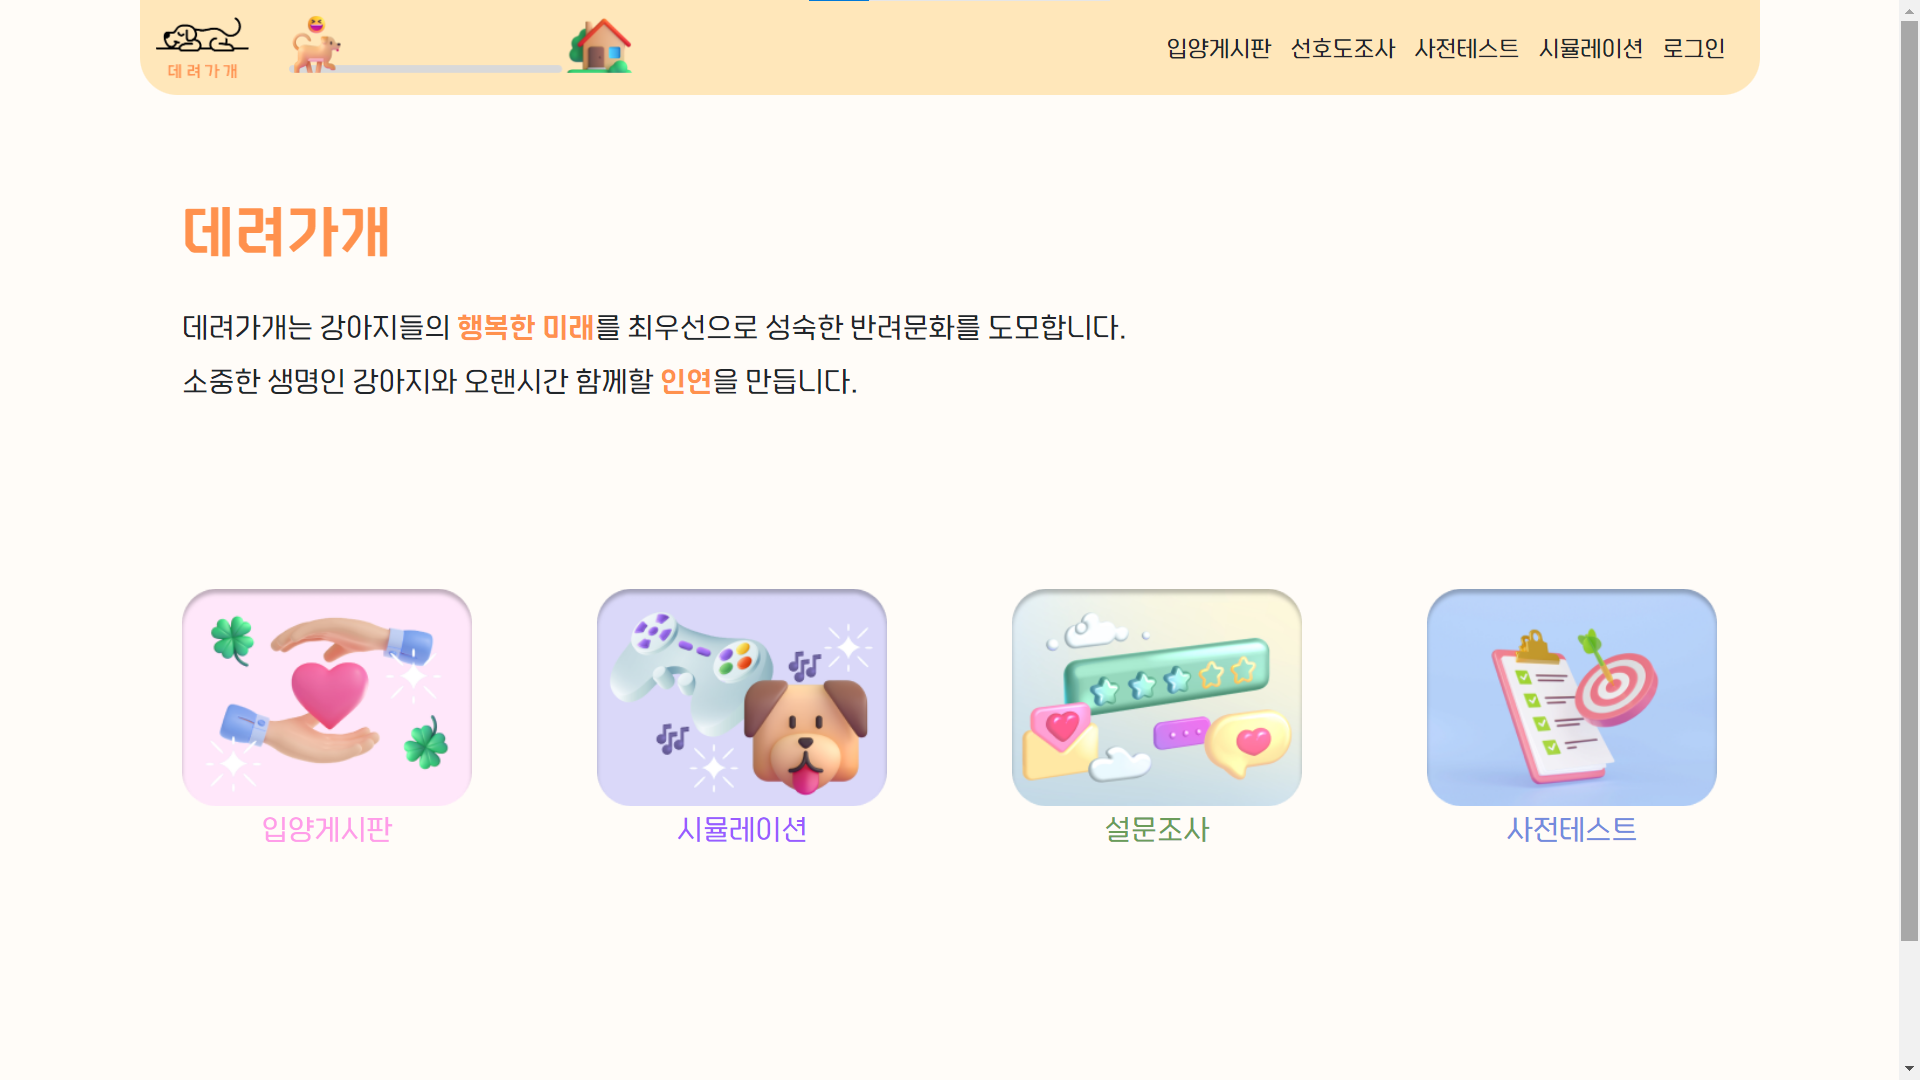 데려가개
입양게시판 선호도조사 사전테스트 시뮬레이션 로그인
데려가개
데려가개는 강아지들의 행복한 미래를 최우선으로 성숙한 반려문화를 도모합니다.
소중한 생명인 강아지와 오랜시간 함께할 인연을 만듭니다.
입양게시판
시뮬레이션
설문조사
사전테스트